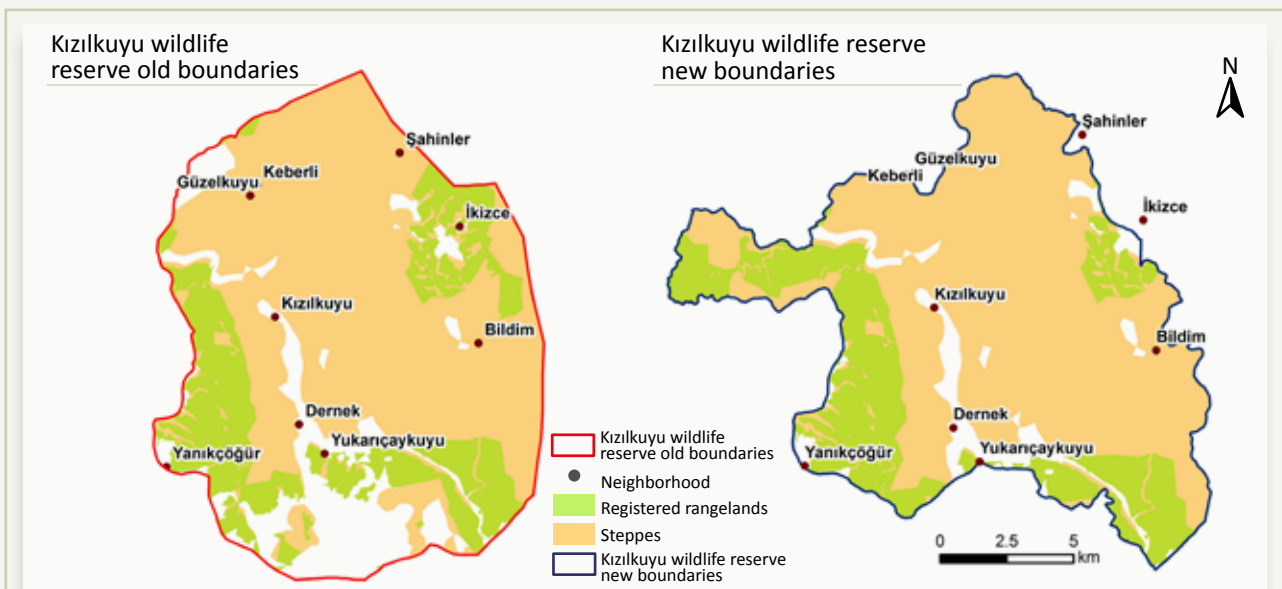 Kızılkuyu wildlife
reserve old boundaries
Kızılkuyu wildlife reserve
new boundaries
N
Şahinler
Keberli
Güzelkuyu
İkizce
Kızılkuyu
Bildim
Dernek
Yukarıçaykuyu
Yanıkçöğür
Şahinler
Güzelkuyu
Keberli
İkizce
Kızılkuyu
Bildim
Dernek
Yukarıçaykuyu
Yanıkçöğür
Kızılkuyu wildlife
reserve old boundaries
Neighborhood
Registered rangelands
Steppes
Kızılkuyu wildlife reserve
new boundaries
0 2.5 5
km